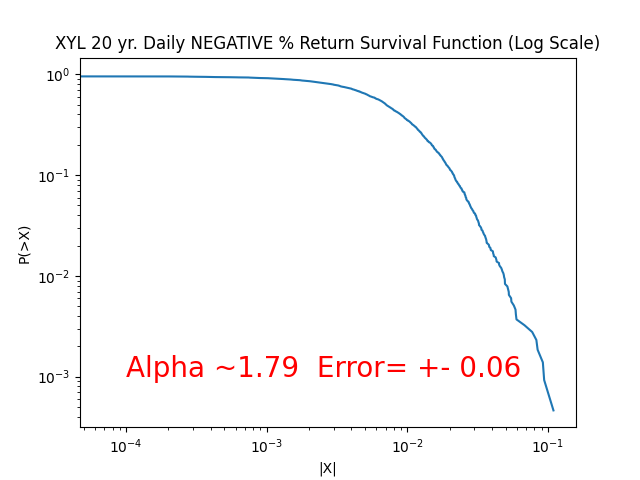 XYL 20 yr. Daily NEGATIVE % Return Survival Function (Log Scale)
10⁰
10⁻¹
10⁻²
10⁻³
P(>X)
Alpha ~1.79  Error= +- 0.06
10⁻⁴
10⁻³
10⁻²
10⁻¹
|X|